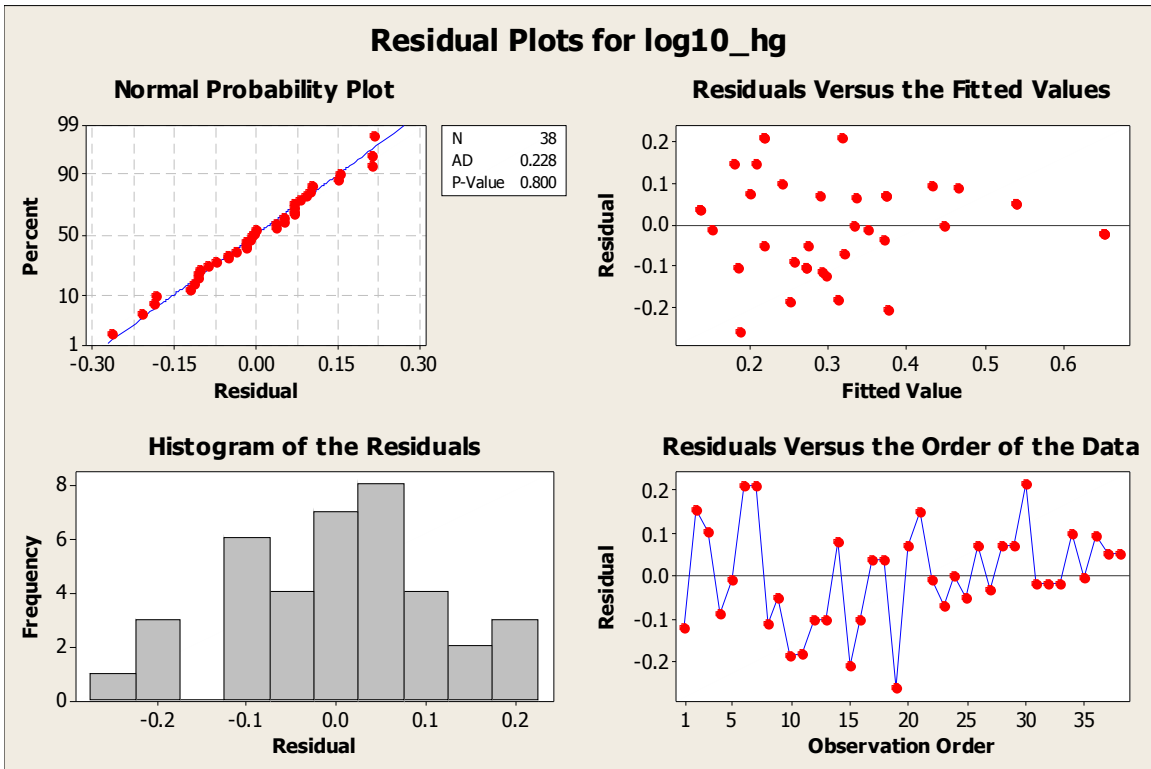 Residual Plots for log10_hg
Normal Probability Plot
99
90
50
10
1
Percent
-0.30 -0.15 0.00 0.15 0.30
Residual
N 38
AD 0.228
P-Value 0.800
Residuals Versus the Fitted Values
0.2
0.1
0.0
-0.1
-0.2
Residual
0.2 0.3 0.4 0.5 0.6
Fitted Value
Histogram of the Residuals
8
6
4
2
0
Frequency
-0.2 -0.1 0.0 0.1 0.2
Residual
Residuals Versus the Order of the Data
0.2
0.1
0.0
-0.1
-0.2
Residual
1 5 10 15 20 25 30 35
Observation Order